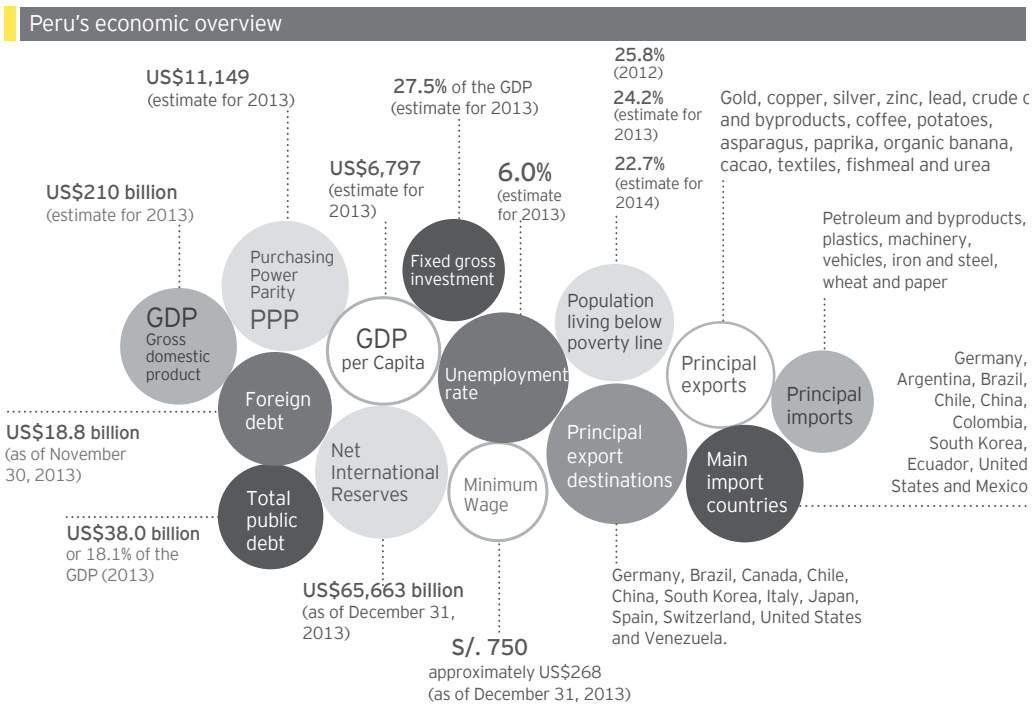 Peru's economic overview
US$11,149
(estimate for 2013)
27.5% of the GDP
(estimate for 2013)
25.8%
(2012)
24.2%
(estimate for
2013)
22.7%
(estimate for
2014)
Gold, copper, silver, zinc, lead, crude
and byproducts, coffee, potatoes,
asparagus, paprika, organic banana,
cacao, textiles, fishmeal and urea
US$210 billion
(estimate for 2013)
US$6,797
(estimate for
2013)
6.0%
(estimate
for 2013)
Petroleum and byproducts,
plastics, machinery,
vehicles, iron and steel,
wheat and paper
Purchasing
Power
Parity
PPP
Fixed gross
investment
GDP
Gross
domestic
product
GDP
per Capita
Population
living below
poverty line
Unemployment
rate
Principal
exports
Principal
imports
Germany,
Argentina, Brazil,
Chile, China,
Colombia,
South Korea,
Ecuador, United
States and Mexico
Foreign
debt
US$18.8 billion
(as of November
30, 2013)
Net
International
Reserves
Minimum
Wage
Principal
export
destinations
Main
import
countries
Total
public
debt
US$38.0 billion
or 18.1% of the
GDP (2013)
US$65,663 billion
(as of December 31,
2013)
S/. 750
approximately US$268
(as of December 31, 2013)
Germany, Brazil, Canada, Chile,
China, South Korea, Italy, Japan,
Spain, Switzerland, United States
and Venezuela.